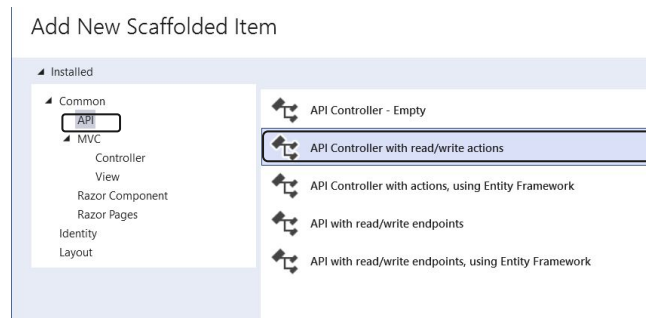 Add New Scaffolded Item
Installed
Common
API
MVC
Controller
View
Razor Component
Razor Pages
Identity
Layout
API Controller - Empty
API Controller with read/write actions
API Controller with actions, using Entity Framework
API with read/write endpoints
API with read/write endpoints, using Entity Framework